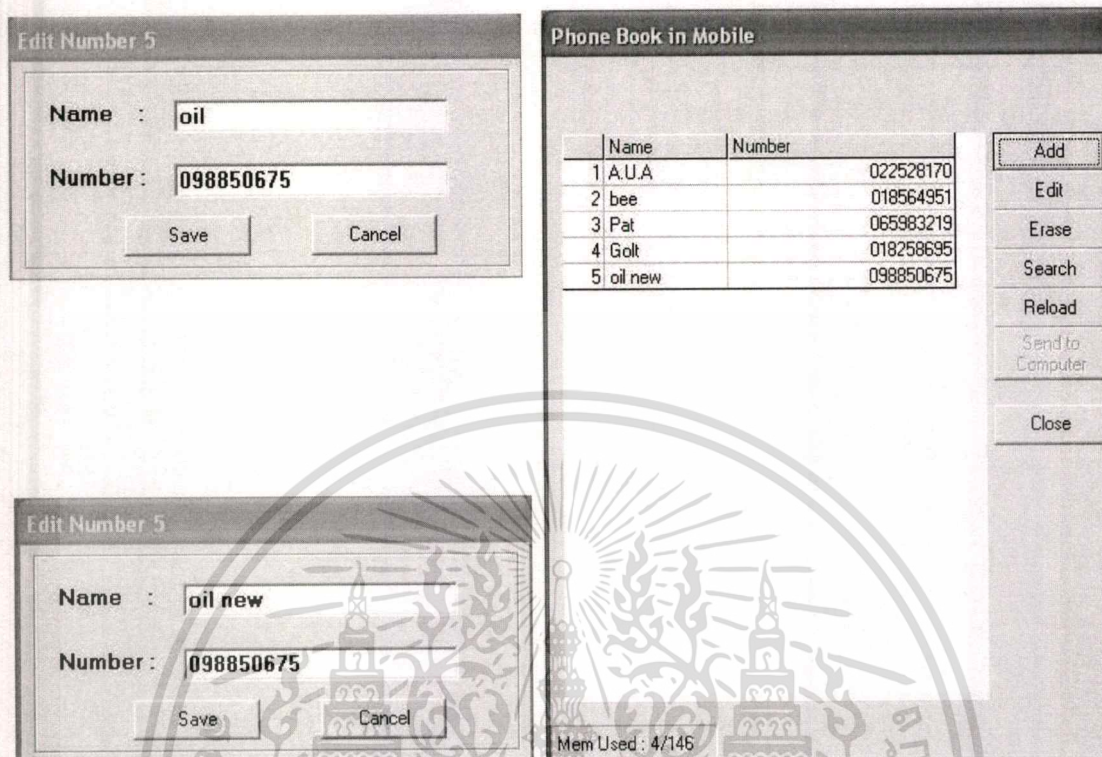 Edit Number 5
Name : oil
Number : 098850675
Save Cancel
Edit Number 5
Name : oil new
Number : 098850675
Save Cancel
Phone Book in Mobile
Name Number
1 A.U.A 022528170
2 bee 018564951
3 Pat 065983219
4 Golt 018258695
5 oil new 098850675
Add
Edit
Erase
Search
Reload
Send to
Computer
Close
Mem Used : 4/146